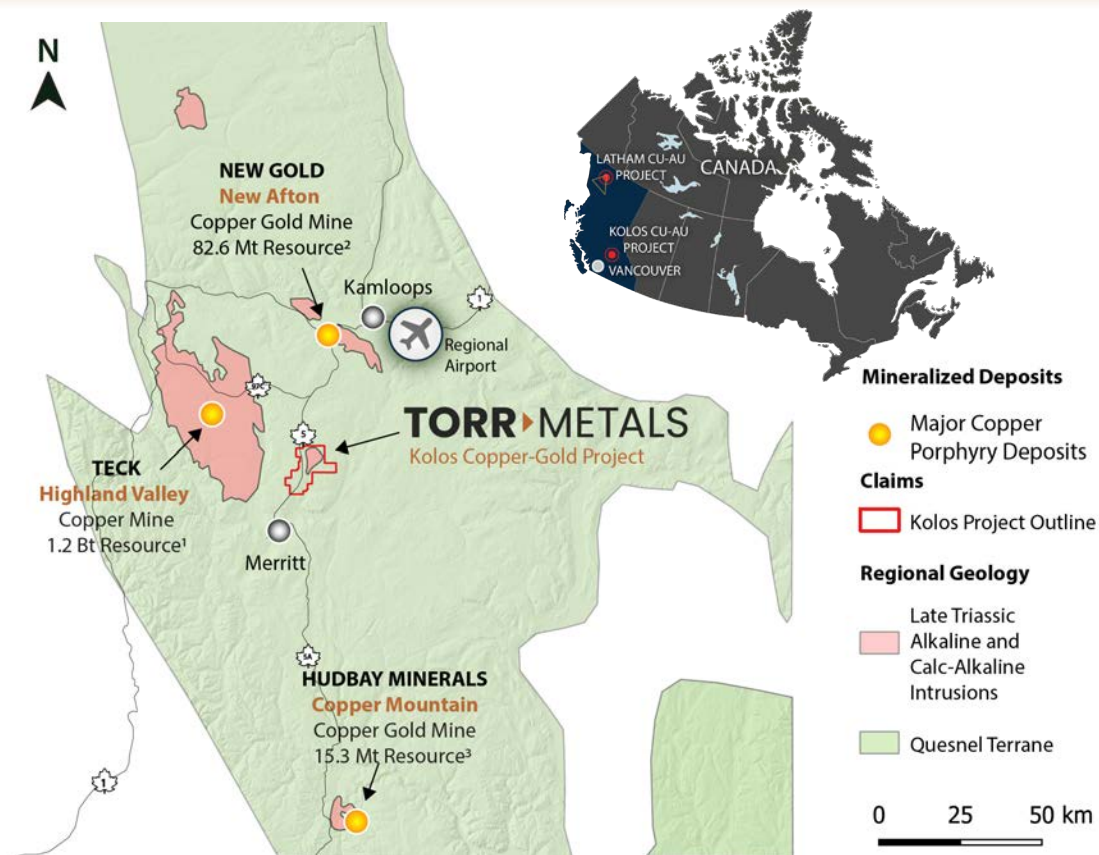 N
NEW GOLD
New Afton
Copper Gold Mine
82.6 Mt Resource²
Kamloops
1
Regional
Airport
97C
5
TORR METALS
Kolos Copper-Gold Project
TECK
Highland Valley
Copper Mine
1.2 Bt Resource¹
Merritt
5A
HUDBAY MINERALS
Copper Mountain
Copper Gold Mine
15.3 Mt Resource³
1
LATHAM CU-AU
PROJECT
CANADA
KOLOS CU-AU
PROJECT
VANCOUVER
Mineralized Deposits
Major Copper
Porphyry Deposits
Claims
Kolos Project Outline
Regional Geology
Late Triassic
Alkaline and
Calc-Alkaline
Intrusions
Quesnel Terrane
0 25 50 km